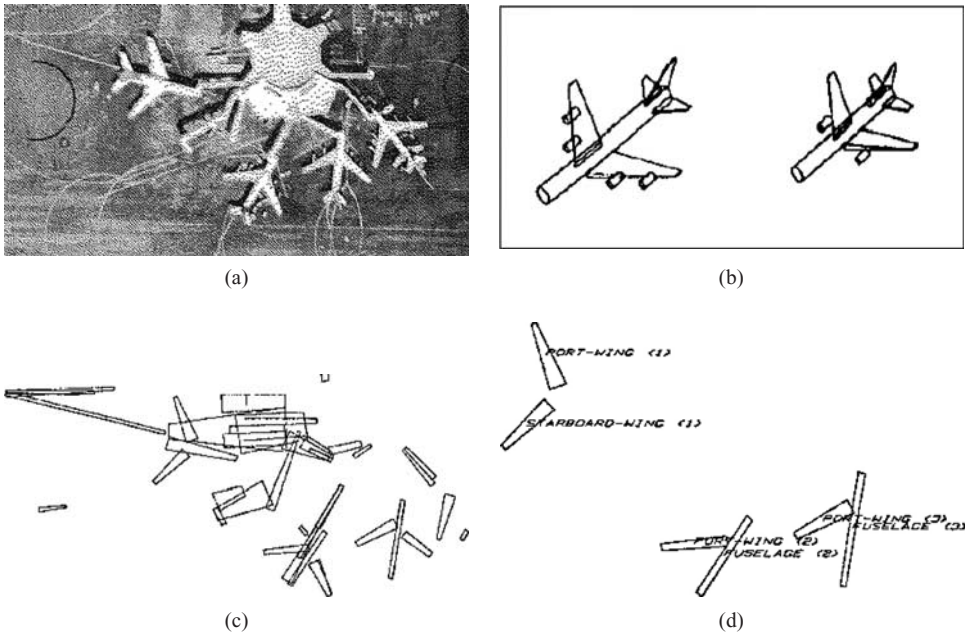 (a)
(b)
PORT-WING (1)
STARBOARD-WING (1)
PORT-WING (3)
FUSELAGE (3)
PORT-WING (2)
FUSELAGE (2)
(c)
(d)